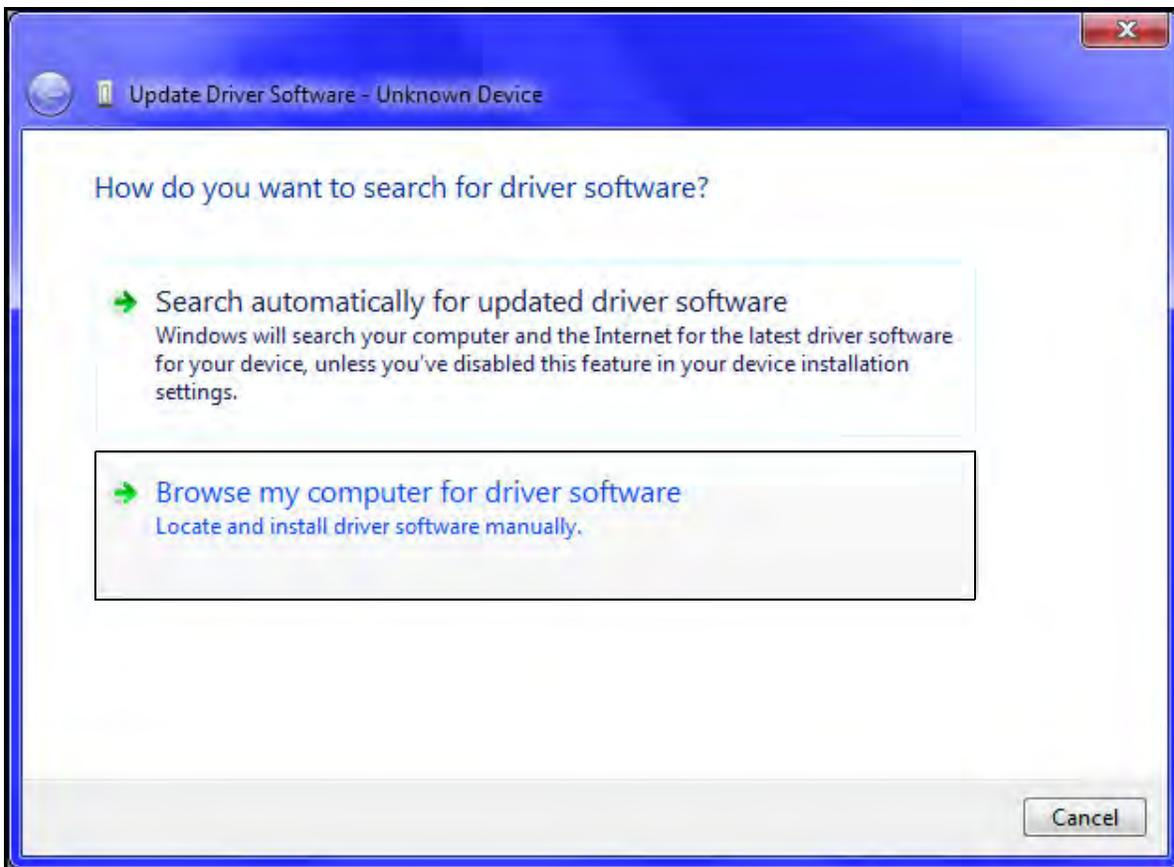 Update Driver Software - Unknown Device
How do you want to search for driver software?
Search automatically for updated driver software
Windows will search your computer and the Internet for the latest driver software
for your device, unless you've disabled this feature in your device installation
settings.
Browse my computer for driver software
Locate and install driver software manually.
Cancel